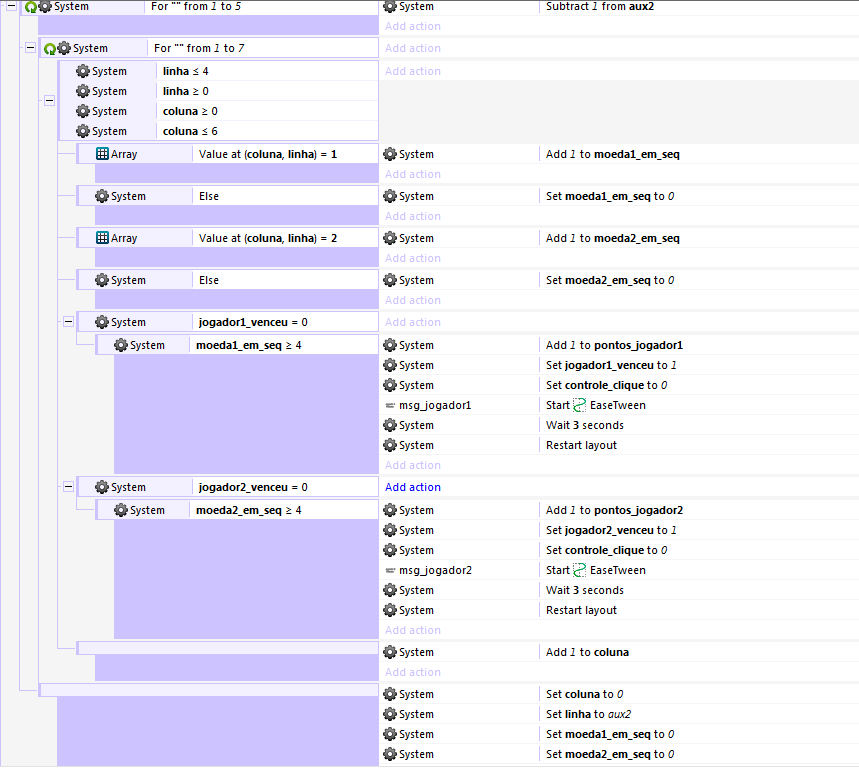 System For "" from 1 to 5 System Subtract 1 from aux2
Add action
System For "" from 1 to 7 Add action
System linha ≤ 4 Add action
System linha ≥ 0
System coluna ≥ 0
System coluna ≤ 6
Array Value at (coluna, linha) = 1 System Add 1 to moeda1_em_seq
Add action
System Else System Set moeda1_em_seq to 0
Add action
Array Value at (coluna, linha) = 2 System Add 1 to moeda2_em_seq
Add action
System Else System Set moeda2_em_seq to 0
Add action
System jogador1_venceu = 0 Add action
System moeda1_em_seq ≥ 4 System Add 1 to pontos_jogador1
System Set jogador1_venceu to 1
System Set controle_clique to 0
msg_jogador1 Start EaseTween
System Wait 3 seconds
System Restart layout
Add action
System jogador2_venceu = 0 Add action
System moeda2_em_seq ≥ 4 System Add 1 to pontos_jogador2
System Set jogador2_venceu to 1
System Set controle_clique to 0
msg_jogador2 Start EaseTween
System Wait 3 seconds
System Restart layout
Add action
System Add 1 to coluna
Add action
System Set coluna to 0
System Set linha to aux2
System Set moeda1_em_seq to 0
System Set moeda2_em_seq to 0